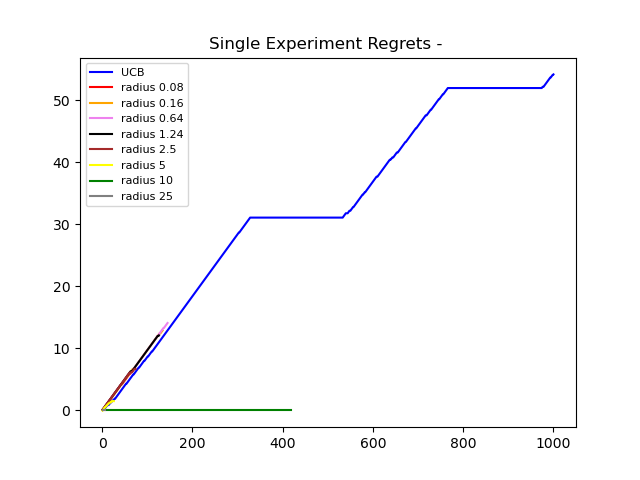 Single Experiment Regrets -
UCB
radius 0.08
radius 0.16
radius 0.64
radius 1.24
radius 2.5
radius 5
radius 10
radius 25
50
40
30
20
10
0
0 200 400 600 800 1000